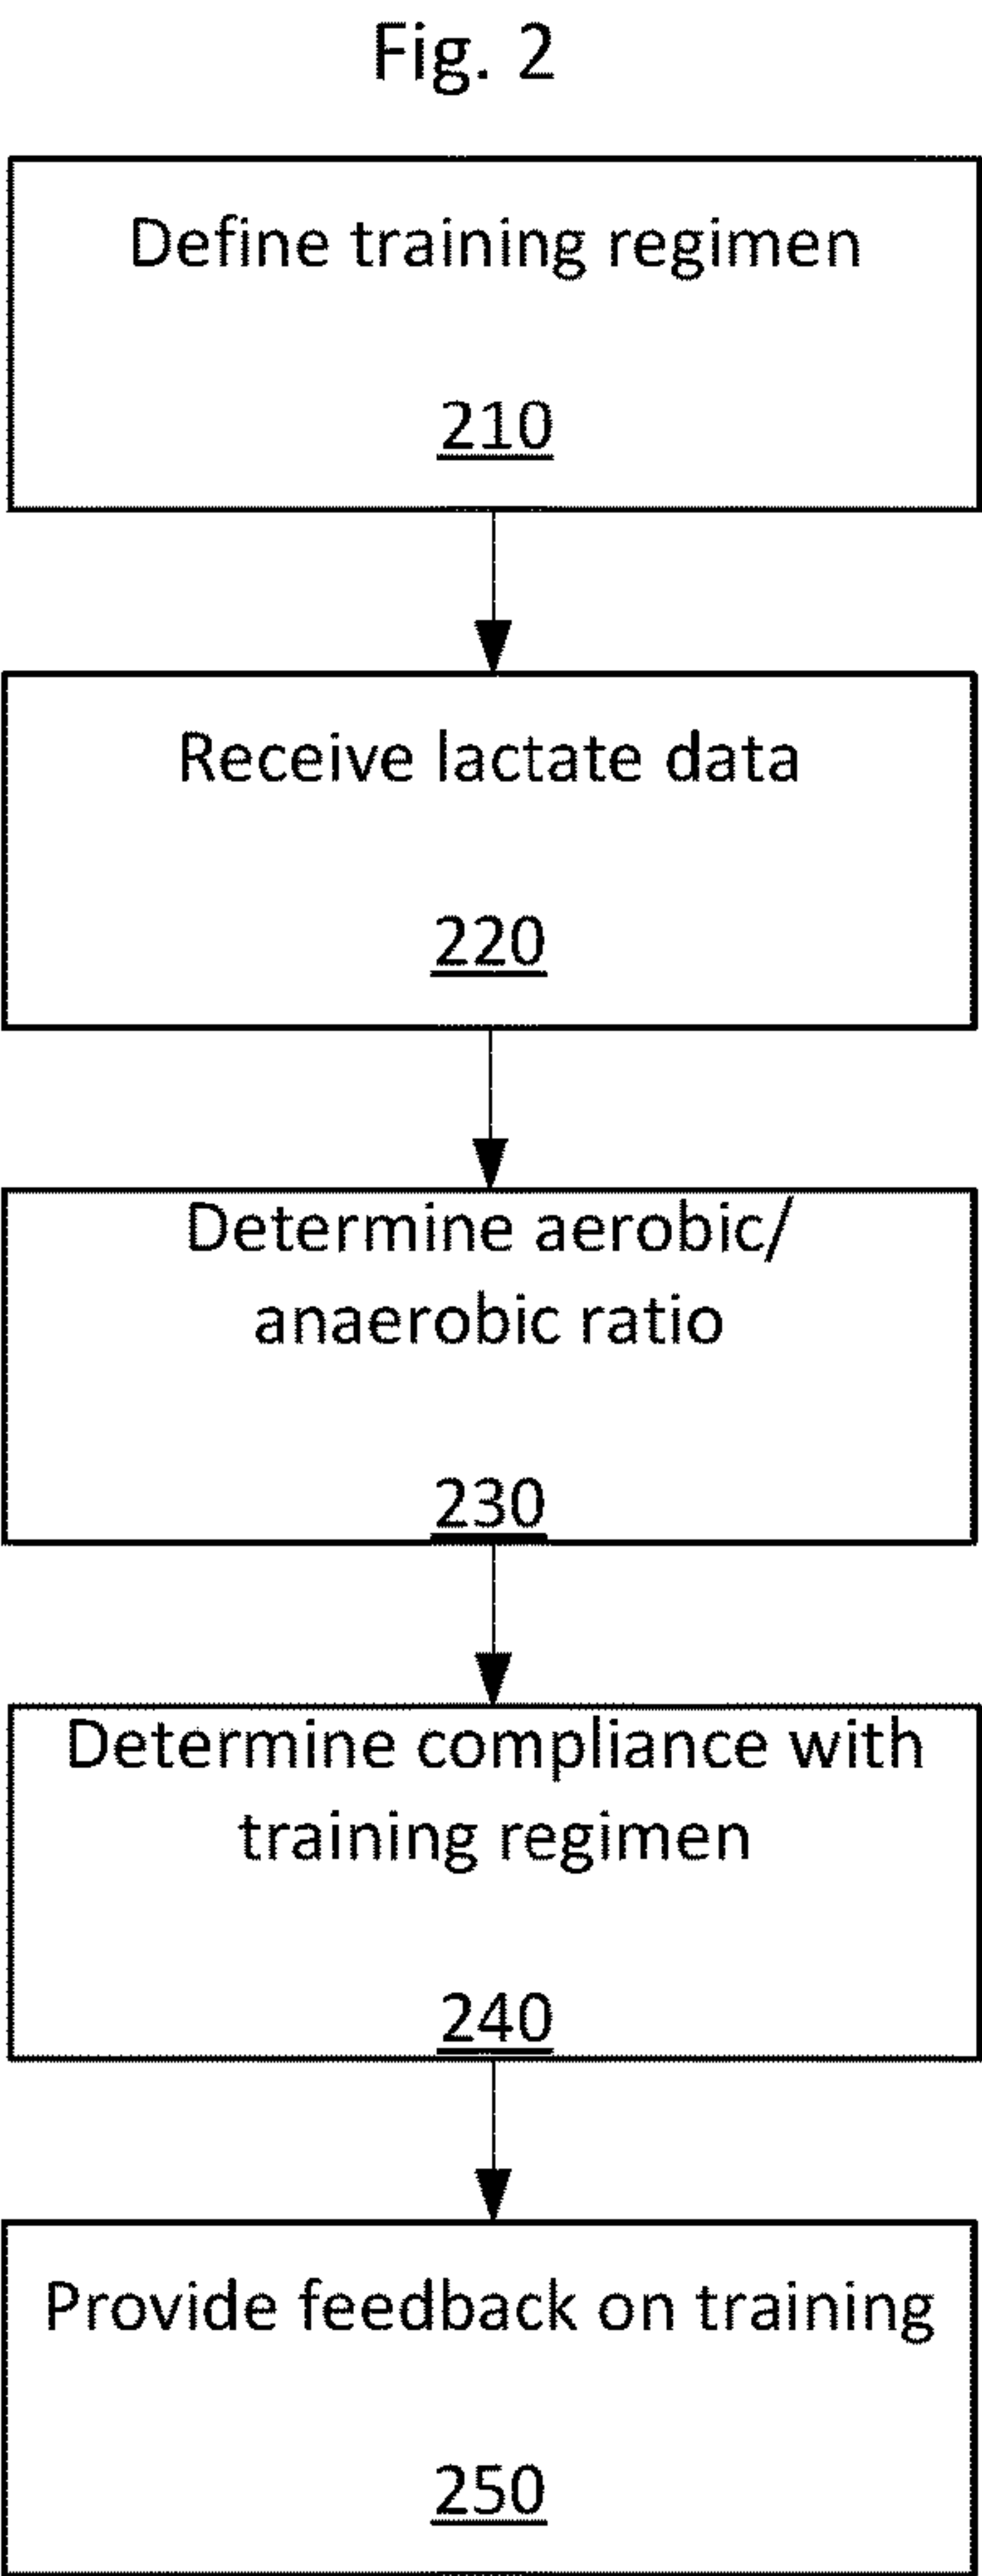 Fig. 2
Define training regimen
210
Receive lactate data
220
Determine aerobic/
anaerobic ratio
230
Determine compliance with
training regimen
240
Provide feedback on training
250